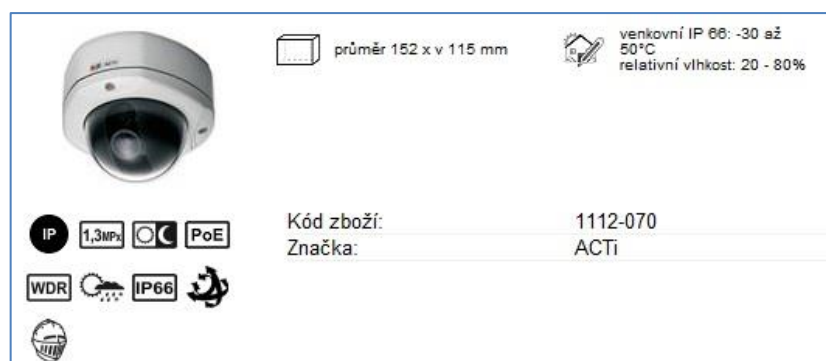 průměr 152 x v 115 mm
venkovní IP 66: -30 až
50°C
relativní vlhkost: 20 - 80%
IP
1,3MPx
PoE
Kód zboží: 1112-070
Značka: ACTi
WDR
IP66